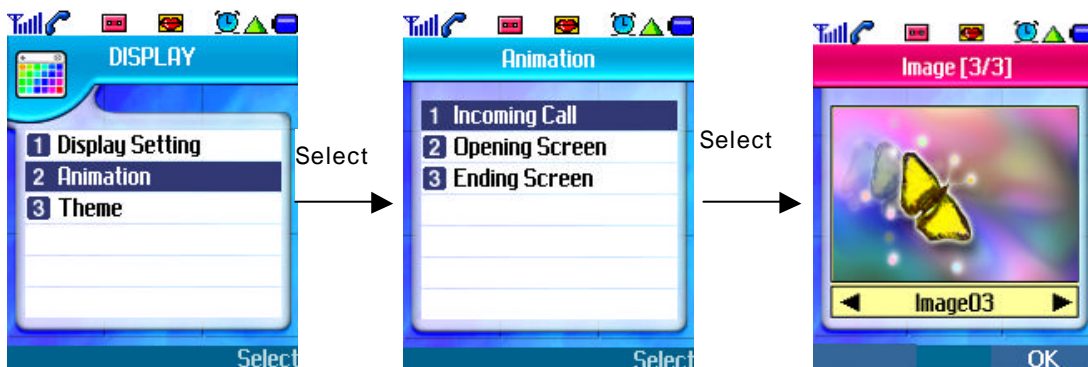 DISPLAY
1 Display Setting
2 Animation
3 Theme
Select
Select
Animation
1 Incoming Call
2 Opening Screen
3 Ending Screen
Select
Select
Image [3/3]
Image03
OK